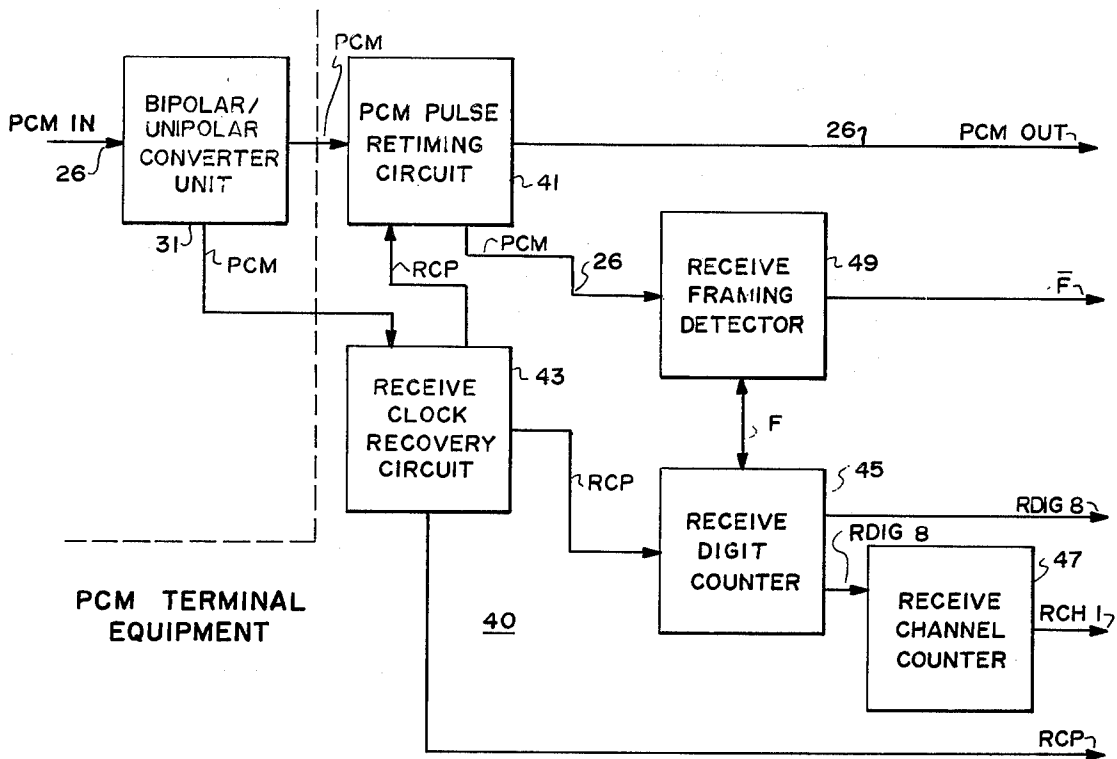 PCM IN
26
BIPOLAR/
UNIPOLAR
CONVERTER
UNIT
31
PCM
PCM
PCM PULSE
RETIMING
CIRCUIT
41
26
PCM OUT
RCP
PCM
26
RECEIVE
FRAMING
DETECTOR
49
F̅
RECEIVE
CLOCK
RECOVERY
CIRCUIT
43
F
RCP
RECEIVE
DIGIT
COUNTER
45
RDIG 8
RDIG 8
RECEIVE
CHANNEL
COUNTER
47
RCH 1
PCM TERMINAL
EQUIPMENT
40
RCP